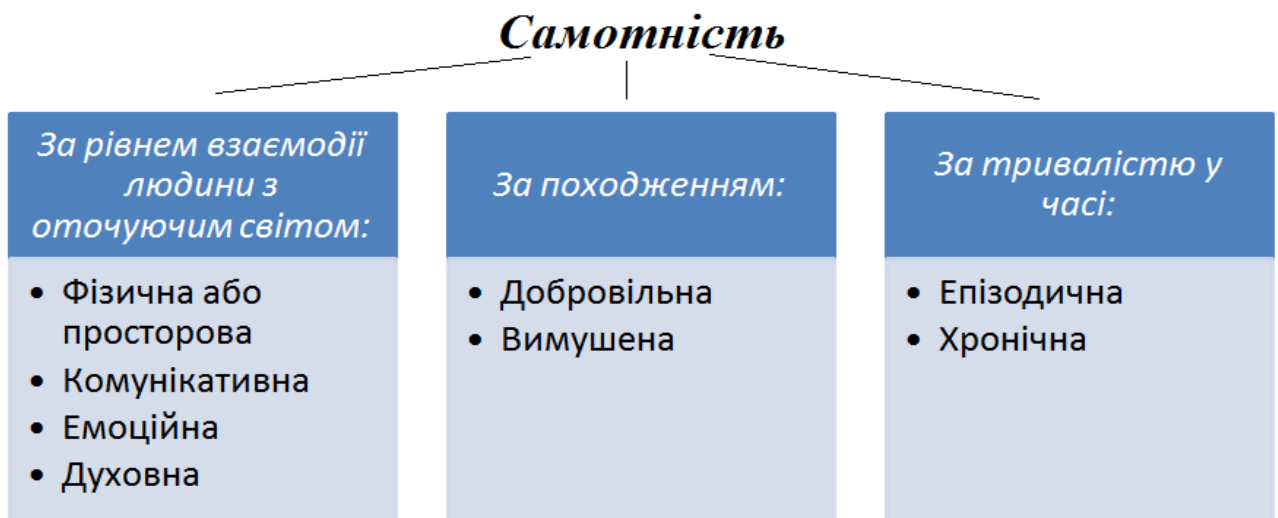 Самотність
За рівнем взаємодії
людини з
оточуючим світом:
• Фізична або
просторова
• Комунікативна
• Емоційна
• Духовна
За походженням:
• Добровільна
• Вимушена
За тривалістю у
часі:
• Епізодична
• Хронічна